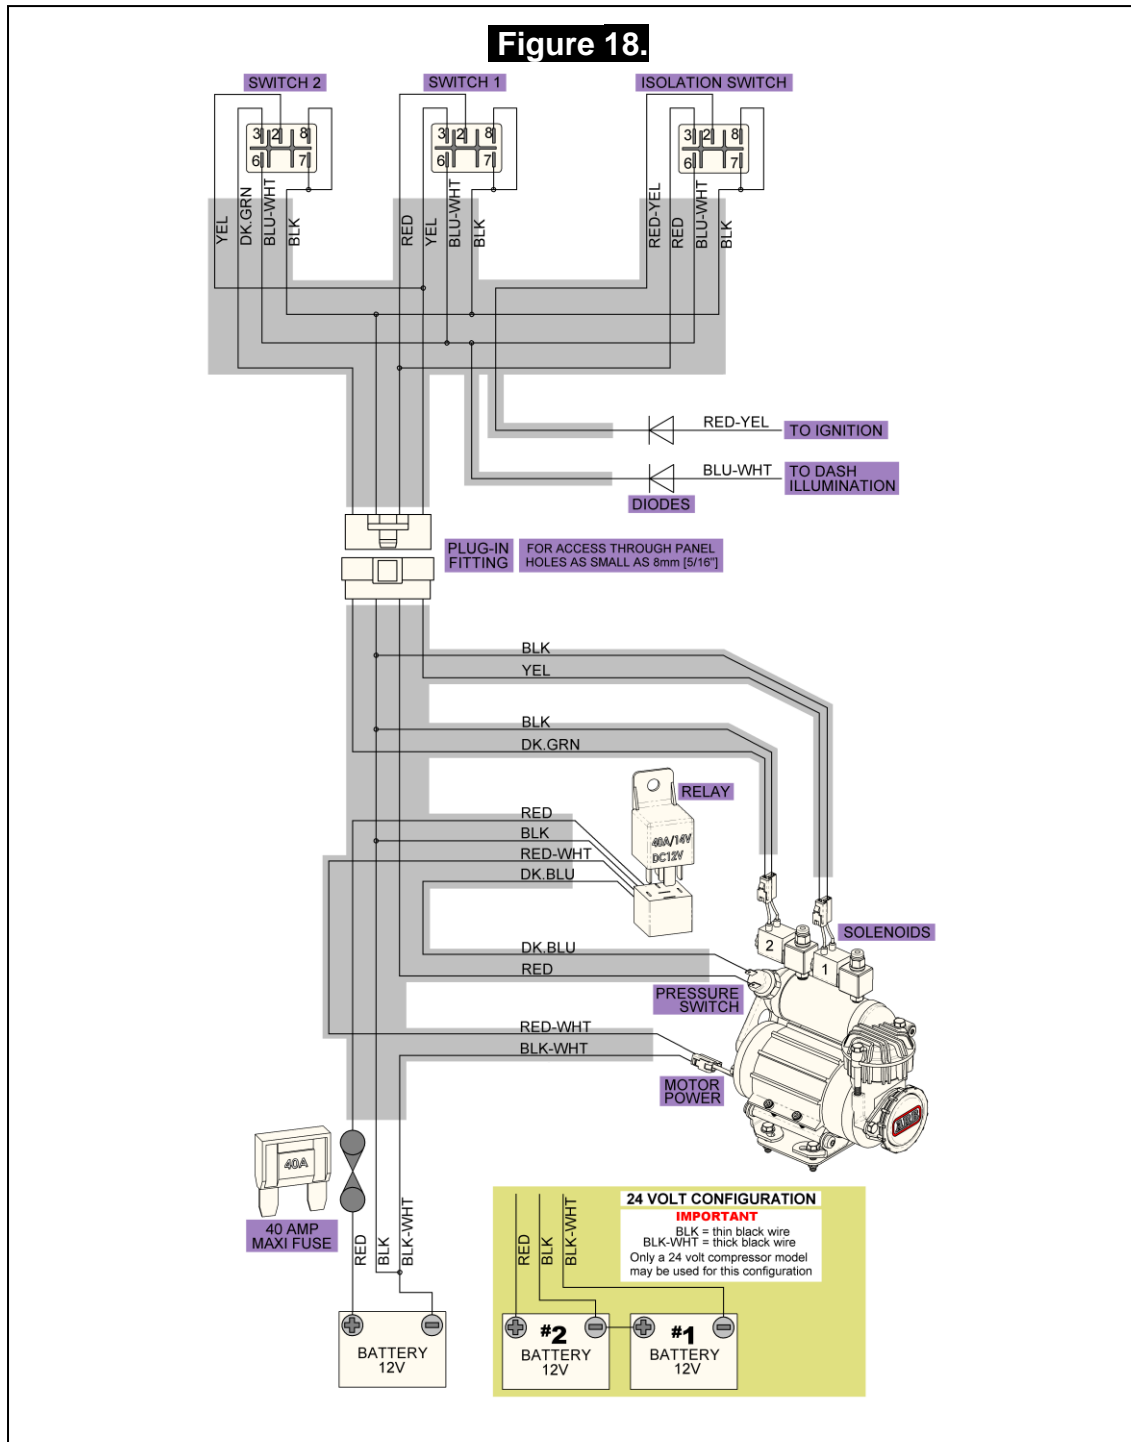 Figure 18.
SWITCH 2
SWITCH 1
ISOLATION SWITCH
3 2 8
6 7
3 2 8
6 7
3 2 8
6 7
YEL
DK.GRN
BLU-WHT
BLK
RED
YEL
BLU-WHT
BLK
RED-YEL
RED
BLU-WHT
BLK
RED-YEL
TO IGNITION
BLU-WHT
TO DASH
ILLUMINATION
DIODES
PLUG-IN
FITTING
FOR ACCESS THROUGH PANEL
HOLES AS SMALL AS 8mm [5/16"]
BLK
YEL
BLK
DK.GRN
RELAY
40A/14V
DC12V
RED
BLK
RED-WHT
DK.BLU
SOLENOIDS
2
1
DK.BLU
RED
PRESSURE
SWITCH
RED-WHT
BLK-WHT
MOTOR
POWER
ARB
40A
40 AMP
MAXI FUSE
RED
BLK
BLK-WHT
BATTERY
12V
24 VOLT CONFIGURATION
IMPORTANT
BLK = thin black wire
BLK-WHT = thick black wire
Only a 24 volt compressor model
may be used for this configuration
RED
BLK
BLK-WHT
#2
BATTERY
12V
#1
BATTERY
12V